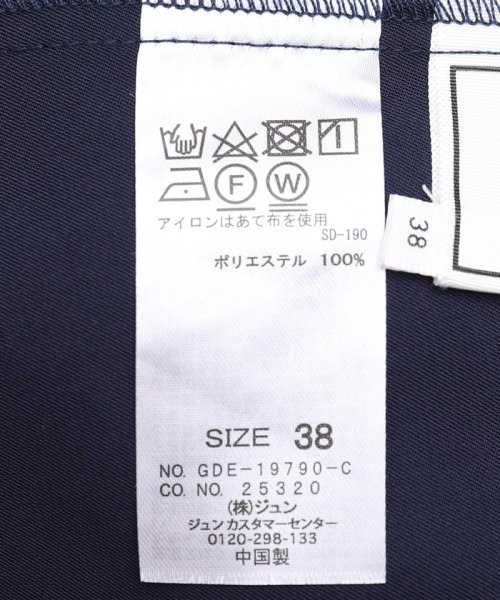 F
W
アイロンはあて布を使用
SD-190
ポリエステル 100%
38
SIZE 38
NO. GDE-19790-C
CO. NO. 25320
(株)ジュン
ジュン カスタマーセンター
0120-298-133
中国製